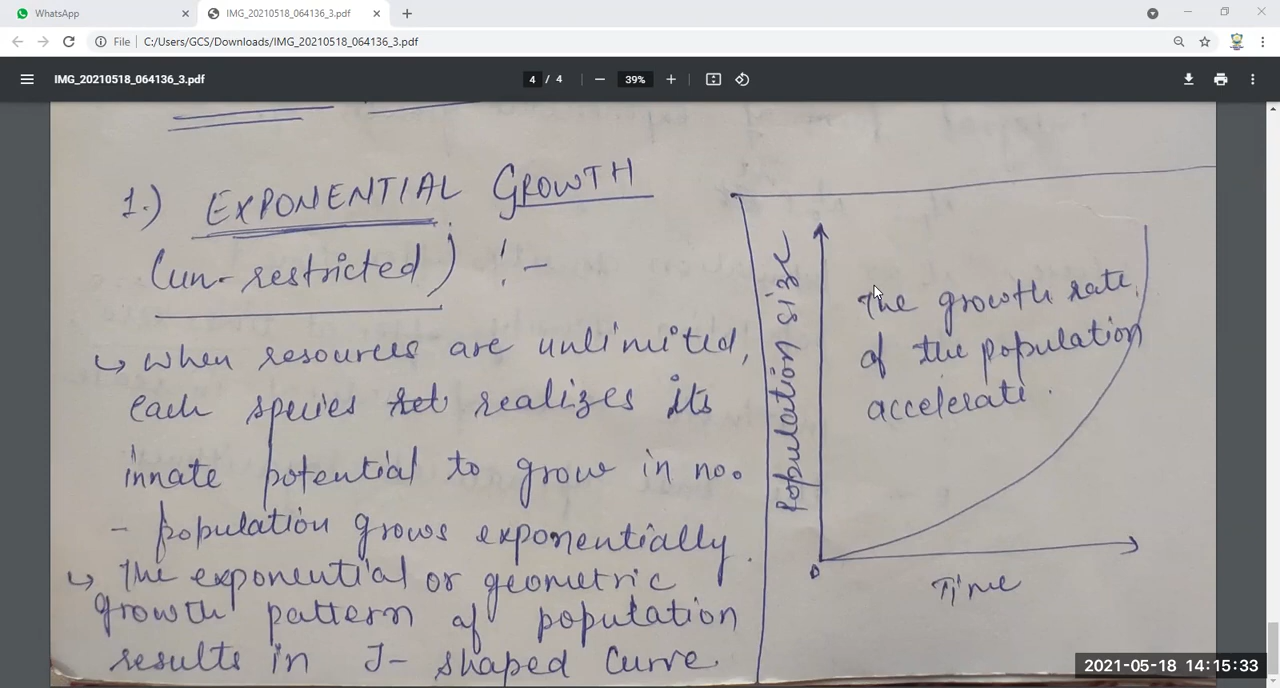 WhatsApp
IMG_20210518_064136_3.pdf
File C:/Users/GCS/Downloads/IMG_20210518_064136_3.pdf
IMG_20210518_064136_3.pdf
4 / 4
39%
1.) EXPONENTIAL GROWTH
(un-restricted) :-
↳ when resources are unlimited,
each species realizes its
innate potential to grow in no.
- population grows exponentially.
↳ The exponential or geometric
growth pattern of population
results in J- shaped curve
Population size
The growth rate
of the population
accelerate.
Time
2021-05-18 14:15:33